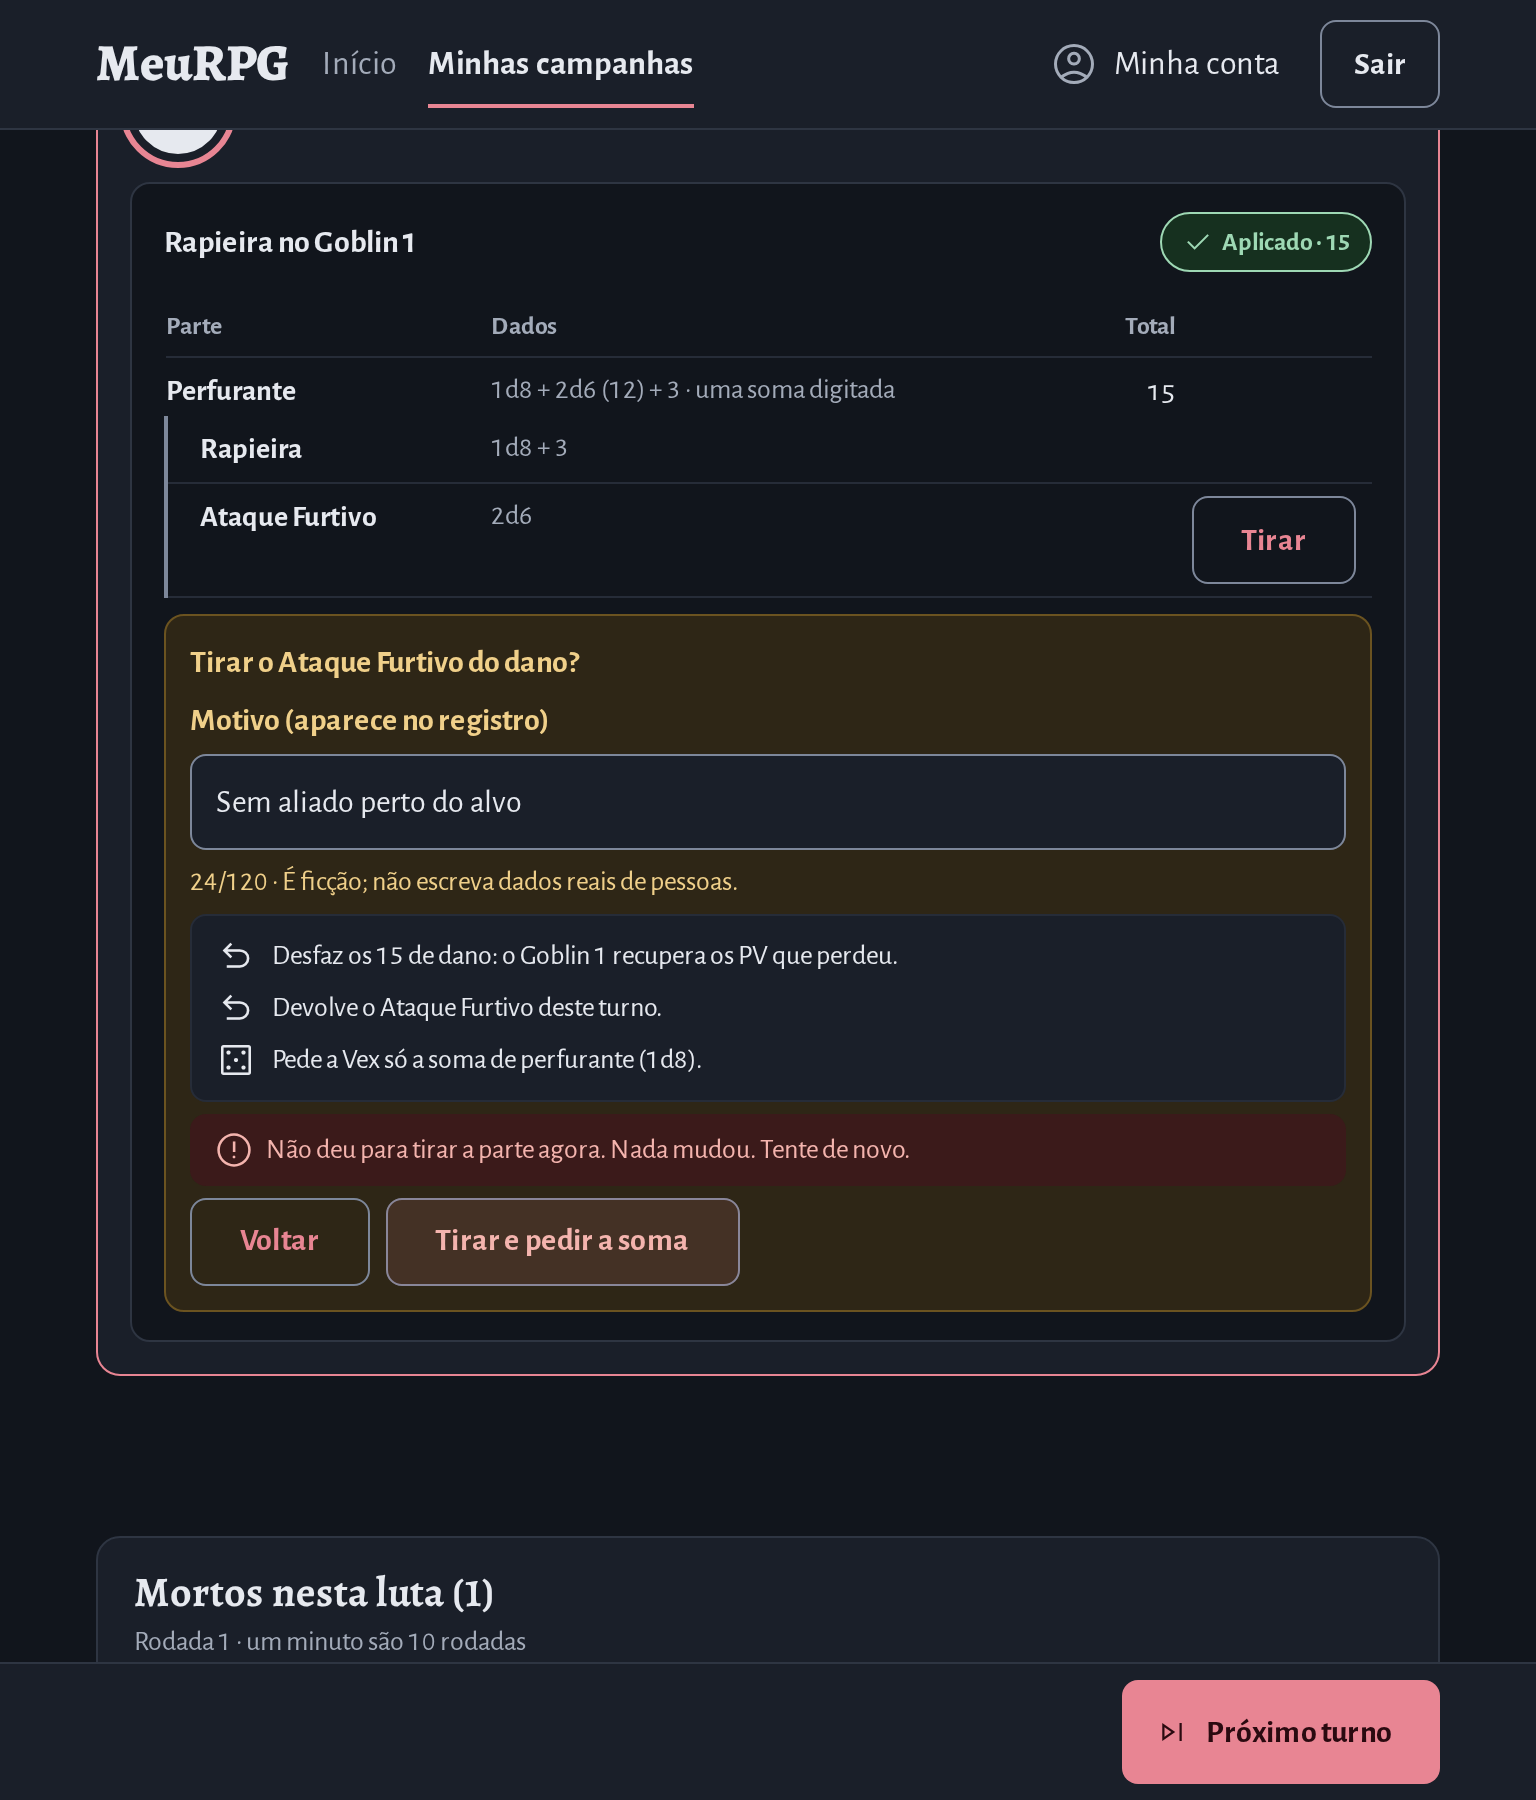 MeuRPG Início Minhas campanhas Minha conta Sair
Rapieira no Goblin 1 Aplicado · 15
Parte Dados Total
Perfurante 1d8 + 2d6 (12) + 3 · uma soma digitada 15
Rapieira 1d8 + 3
Ataque Furtivo 2d6 Tirar
Tirar o Ataque Furtivo do dano?
Motivo (aparece no registro)
Sem aliado perto do alvo
24/120 · É ficção; não escreva dados reais de pessoas.
Desfaz os 15 de dano: o Goblin 1 recupera os PV que perdeu.
Devolve o Ataque Furtivo deste turno.
Pede a Vex só a soma de perfurante (1d8).
Não deu para tirar a parte agora. Nada mudou. Tente de novo.
Voltar Tirar e pedir a soma
Mortos nesta luta (1)
Rodada 1 · um minuto são 10 rodadas
Próximo turno